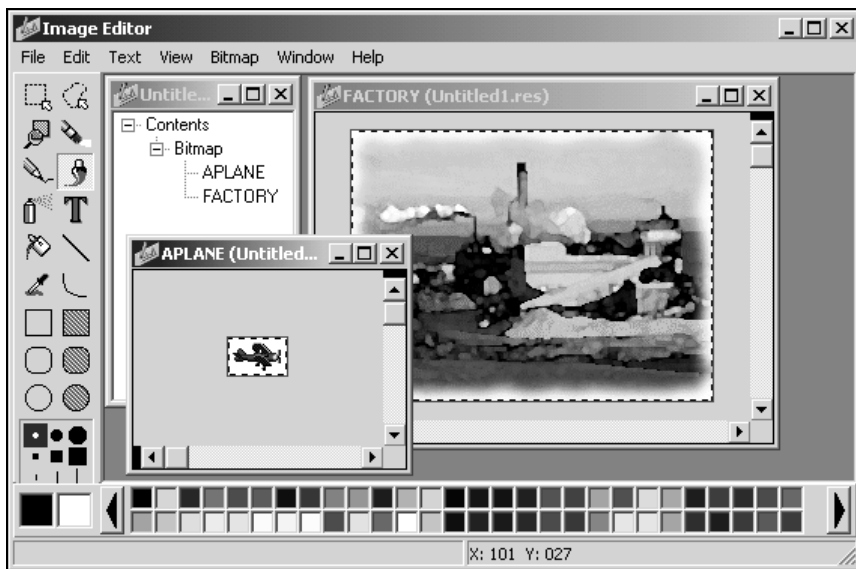 Image Editor
File Edit Text View Bitmap Window Help
Untitle...
Contents
Bitmap
APLANE
FACTORY
FACTORY (Untitled1.res)
APLANE (Untitled...
T
X: 101 Y: 027